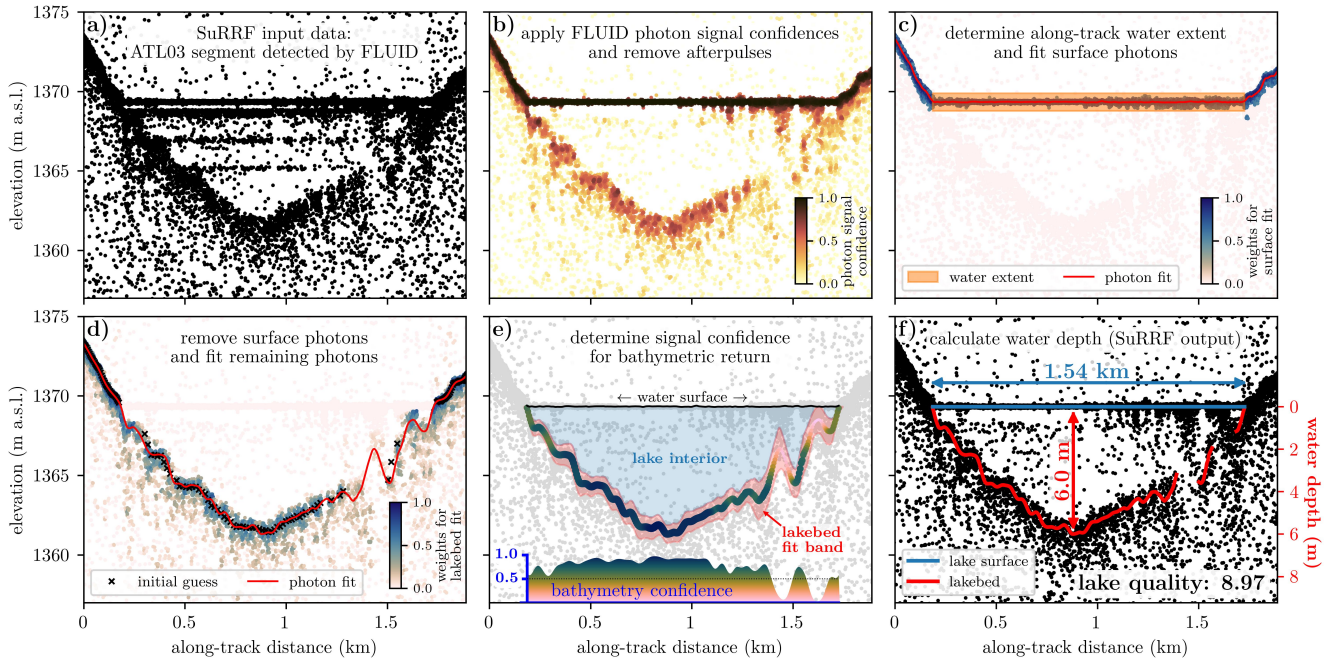 a)
SuRRF input data:
ATL03 segment detected by FLUID
1375
1370
1365
1360
elevation (m a.s.l.)
b)
apply FLUID photon signal confidences
and remove afterpulses
1.0
0.5
0.0
photon signal
confidence
c)
determine along-track water extent
and fit surface photons
1.0
0.5
0.0
weights for
surface fit
water extent
photon fit
d)
remove surface photons
and fit remaining photons
1375
1370
1365
1360
elevation (m a.s.l.)
1.0
0.5
0.0
weights for
lakebed fit
initial guess
photon fit
0
0.5
1
1.5
along-track distance (km)
e)
determine signal confidence
for bathymetric return
← water surface →
lake interior
lakebed
fit band
1.0
0.5
bathymetry confidence
0
0.5
1
1.5
along-track distance (km)
f)
calculate water depth (SuRRF output)
1.54 km
6.0 m
0
2
4
6
8
water depth (m)
lake surface
lakebed
lake quality: 8.97
0
0.5
1
1.5
along-track distance (km)